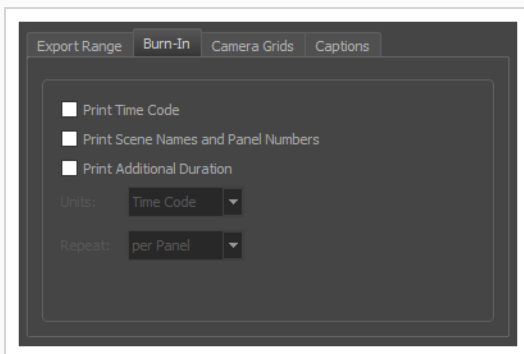 Export Range Burn-In Camera Grids Captions
Print Time Code
Print Scene Names and Panel Numbers
Print Additional Duration
Units: Time Code
Repeat: per Panel